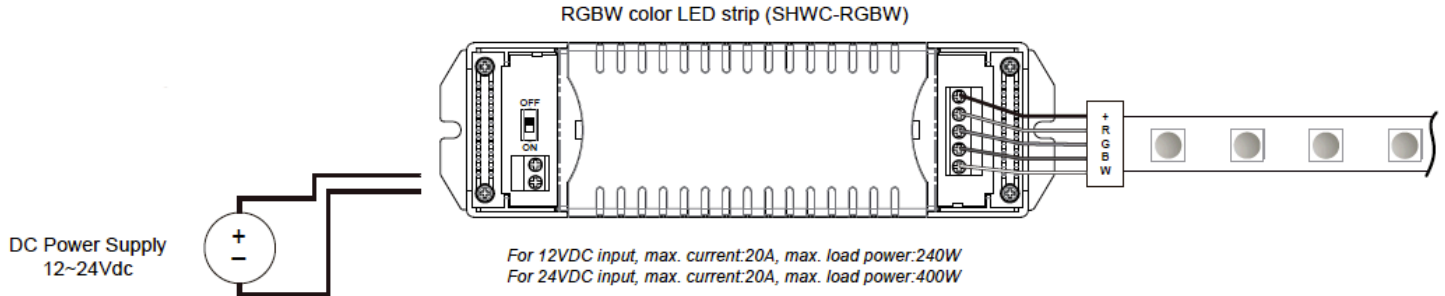 RGBW color LED strip (SHWC-RGBW)
OFF
ON
+
R
G
B
W
+
−
DC Power Supply
12~24Vdc
For 12VDC input, max. current:20A, max. load power:240W
For 24VDC input, max. current:20A, max. load power:400W